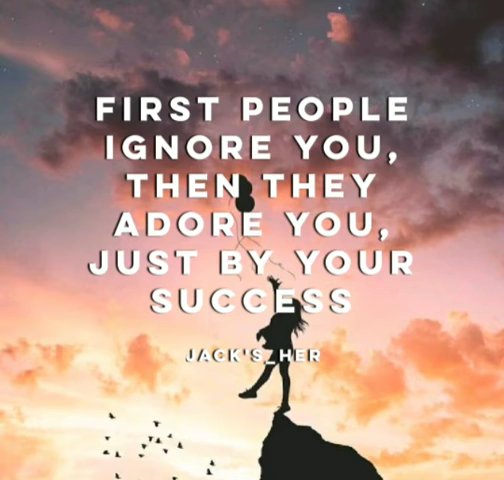 FIRST PEOPLE
IGNORE YOU,
THEN THEY
ADORE YOU,
JUST BY YOUR
SUCCESS
JACK'S_HER